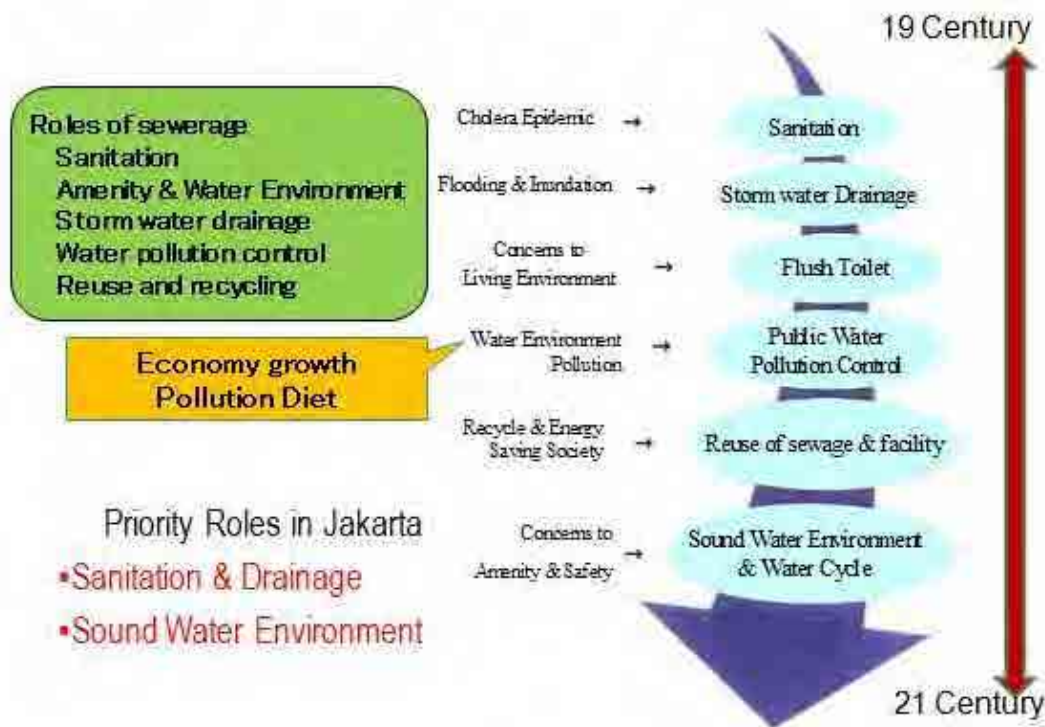 19 Century
Roles of sewerage
Sanitation
Amenity & Water Environment
Storm water drainage
Water pollution control
Reuse and recycling
Economy growth
Pollution Diet
Priority Roles in Jakarta
▪Sanitation & Drainage
▪Sound Water Environment
Cholera Epidemic →
Sanitation
Flooding & Inundation →
Storm water Drainage
Concerns to
Living Environment →
Flush Toilet
Water Environment
Pollution →
Public Water
Pollution Control
Recycle & Energy
Saving Society →
Reuse of sewage & facility
Concerns to
Amenity & Safety →
Sound Water Environment
& Water Cycle
21 Century